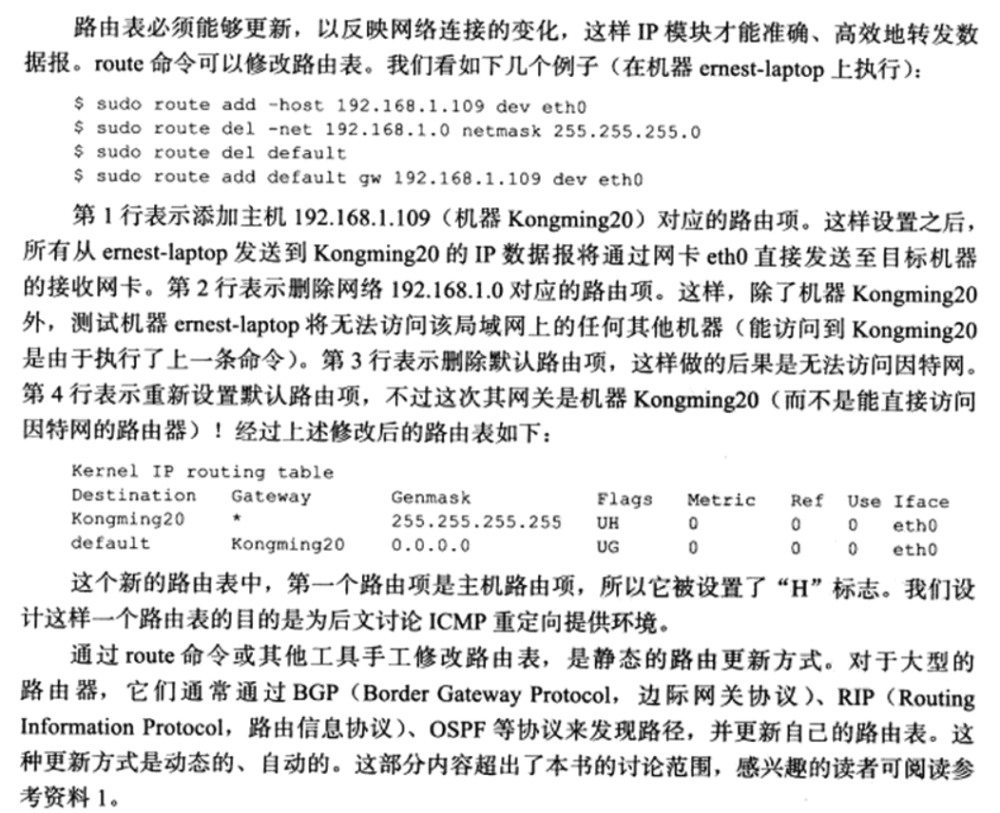 路由表必须能够更新，以反映网络连接的变化，这样 IP 模块才能准确、高效地转发数
据报。route 命令可以修改路由表。我们看如下几个例子（在机器 ernest-laptop 上执行）：
$ sudo route add -host 192.168.1.109 dev eth0
$ sudo route del -net 192.168.1.0 netmask 255.255.255.0
$ sudo route del default
$ sudo route add default gw 192.168.1.109 dev eth0
第 1 行表示添加主机 192.168.1.109（机器 Kongming20）对应的路由项。这样设置之后，
所有从 ernest-laptop 发送到 Kongming20 的 IP 数据报将通过网卡 eth0 直接发送至目标机器
的接收网卡。第 2 行表示删除网络 192.168.1.0 对应的路由项。这样，除了机器 Kongming20
外，测试机器 ernest-laptop 将无法访问该局域网上的任何其他机器（能访问到 Kongming20
是由于执行了上一条命令）。第 3 行表示删除默认路由项，这样做的后果是无法访问因特网。
第 4 行表示重新设置默认路由项，不过这次其网关是机器 Kongming20（而不是能直接访问
因特网的路由器）！经过上述修改后的路由表如下：
Kernel IP routing table
Destination Gateway Genmask Flags Metric Ref Use Iface
Kongming20 * 255.255.255.255 UH 0 0 0 eth0
default Kongming20 0.0.0.0 UG 0 0 0 eth0
这个新的路由表中，第一个路由项是主机路由项，所以它被设置了“H”标志。我们设
计这样一个路由表的目的是为后文讨论 ICMP 重定向提供环境。
通过 route 命令或其他工具手工修改路由表，是静态的路由更新方式。对于大型的
路由器，它们通常通过 BGP（Border Gateway Protocol，边际网关协议）、RIP（Routing
Information Protocol，路由信息协议）、OSPF 等协议来发现路径，并更新自己的路由表。这
种更新方式是动态的、自动的。这部分内容超出了本书的讨论范围，感兴趣的读者可阅读参
考资料 1。